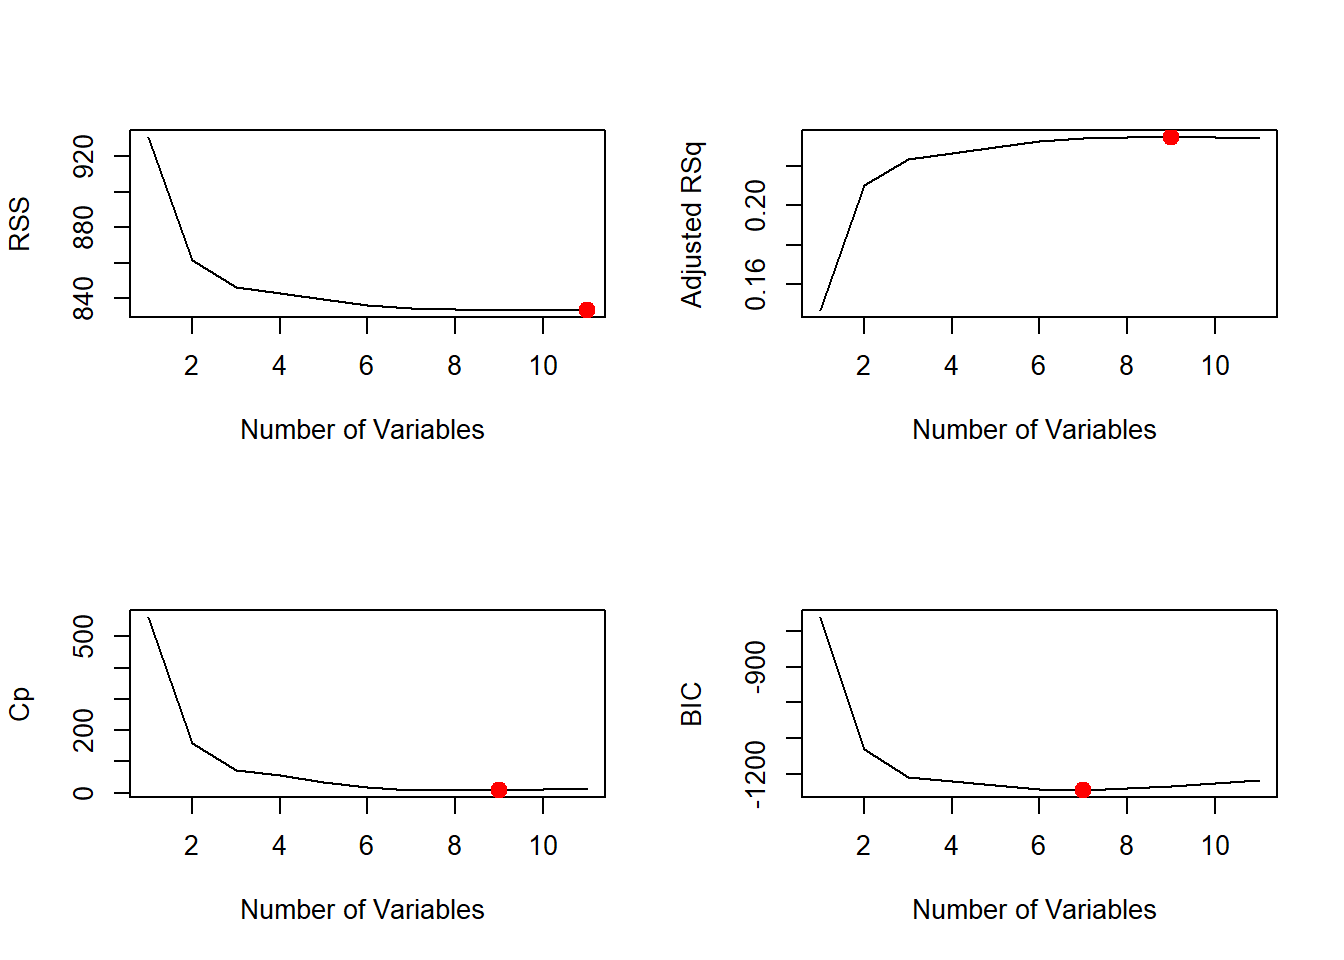 RSS
840 880 920
2 4 6 8 10
Number of Variables
Adjusted RSq
0.16 0.20
2 4 6 8 10
Number of Variables
Cp
0 200 500
2 4 6 8 10
Number of Variables
BIC
-1200 -900
2 4 6 8 10
Number of Variables